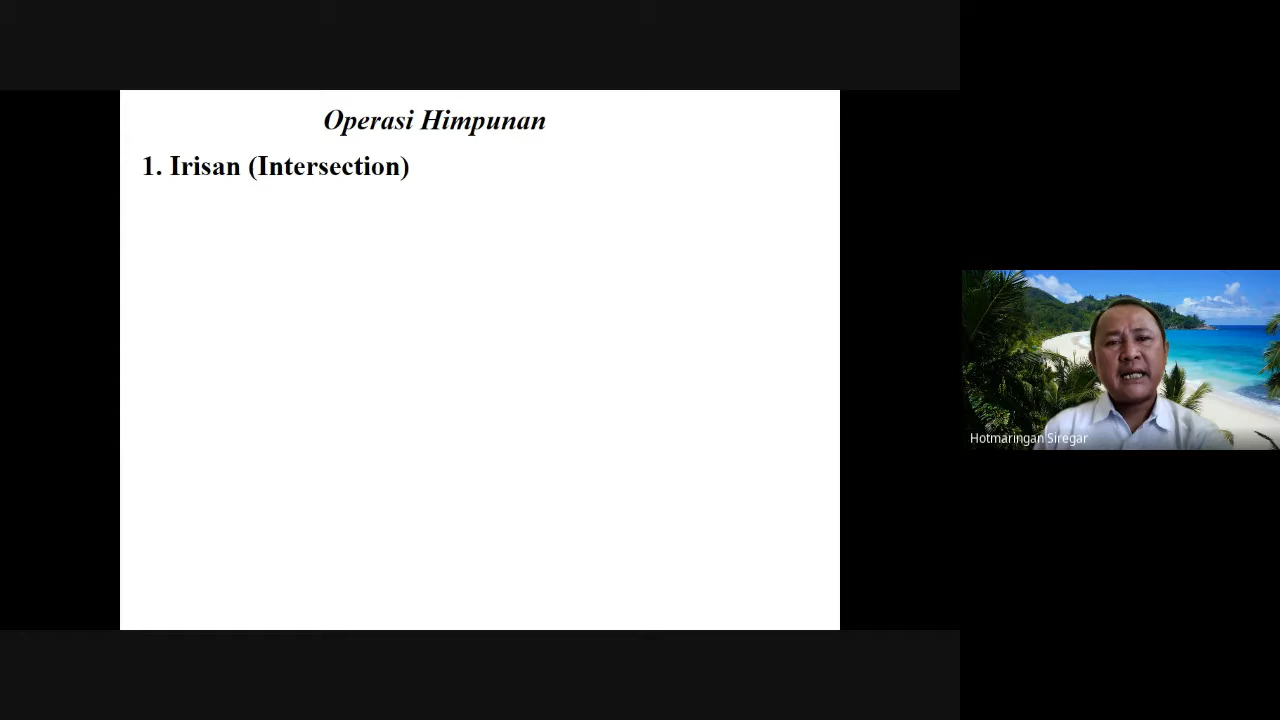 Operasi Himpunan
1. Irisan (Intersection)
Hotmaringan Siregar